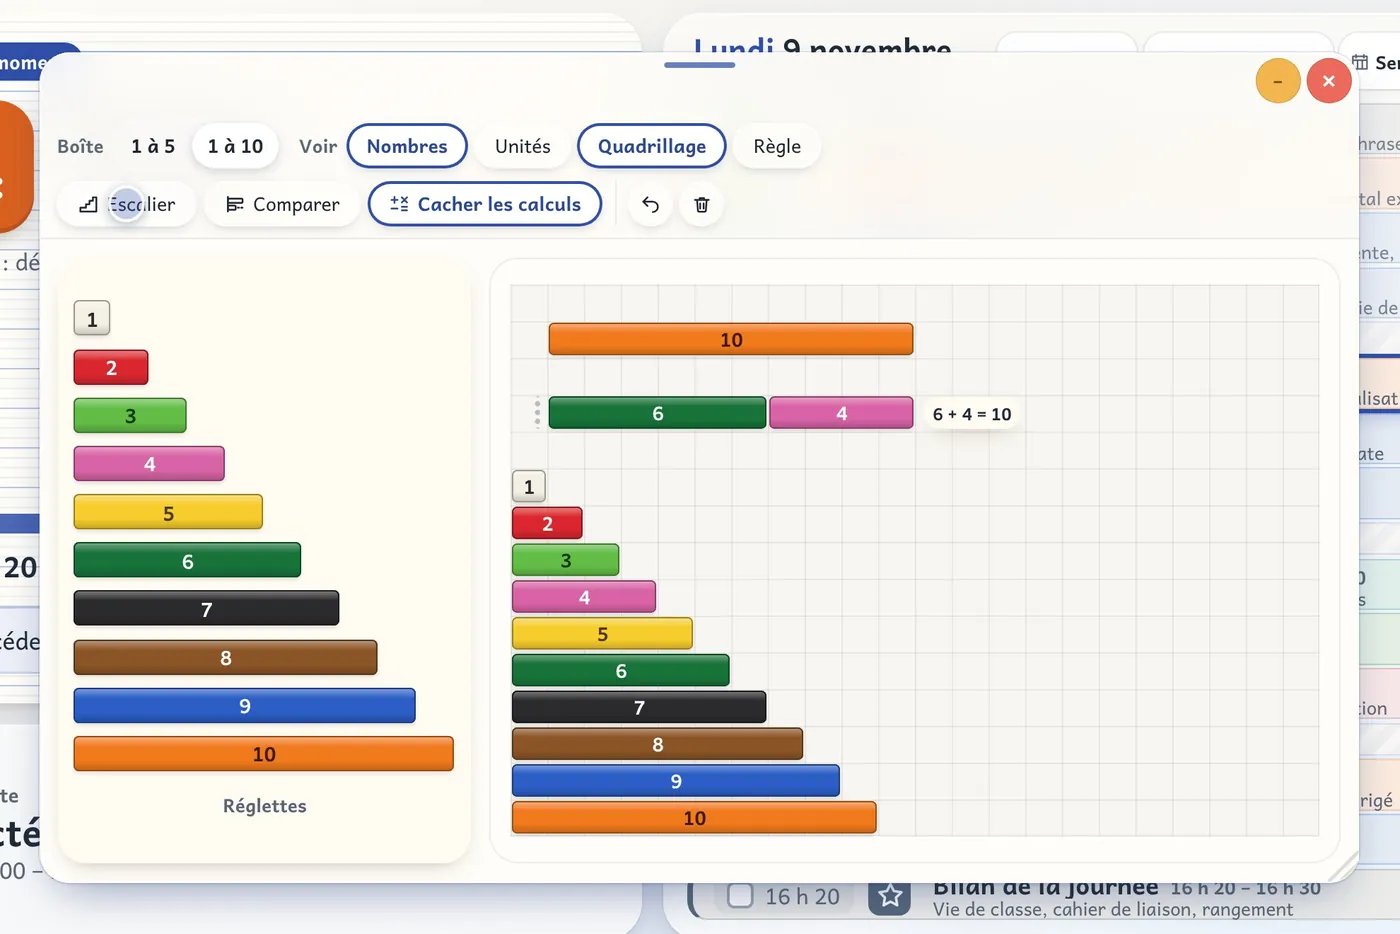 Lundi 9 novembre
Boîte 1 à 5 1 à 10 Voir Nombres Unités Quadrillage Règle
Escalier Comparer Cacher les calculs
: dé
1
2
3
4
5
6
7
8
9
10
Réglettes
10
6 4 6 + 4 = 10
1
2
3
4
5
6
7
8
9
10
20
00 –
16 h 20
Bilan de la journée 16 h 20 – 16 h 30
Vie de classe, cahier de liaison, rangement